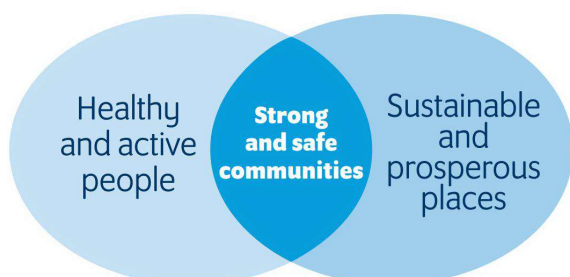 Healthy
and active
people
Strong
and safe
communities
Sustainable
and
prosperous
places